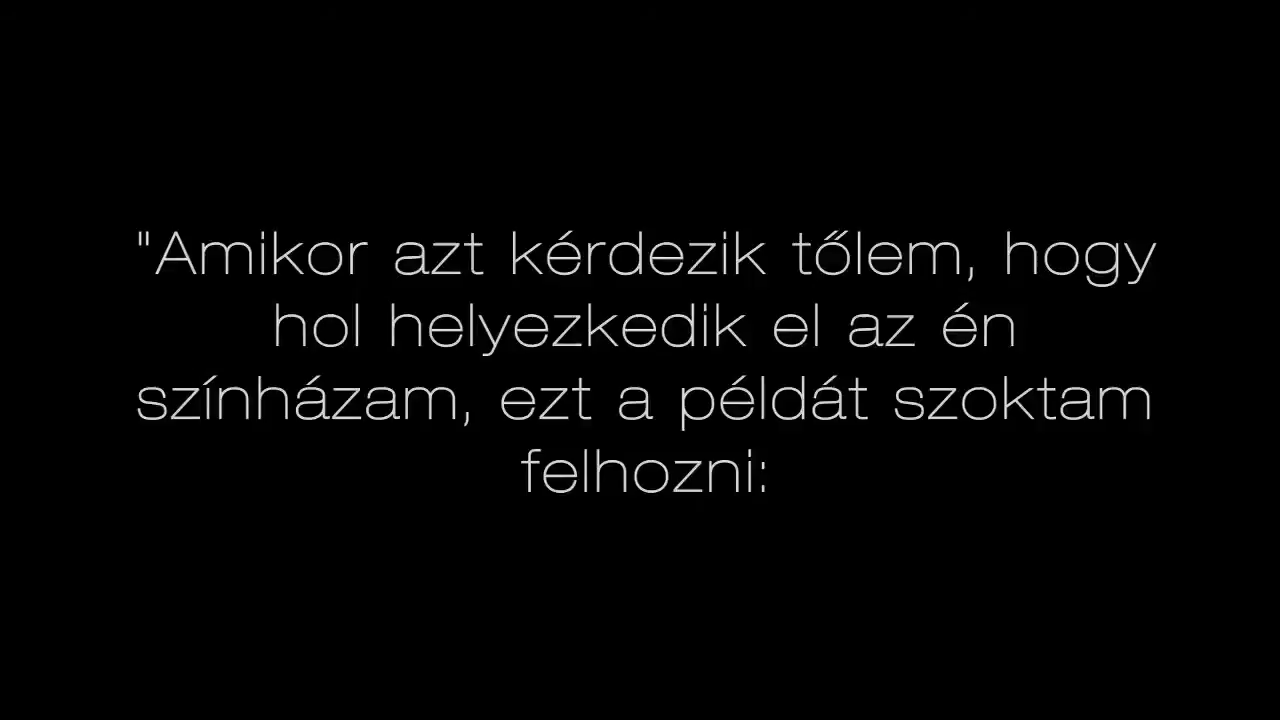 "Amikor azt kérdezik tőlem, hogy
hol helyezkedik el az én
színházam, ezt a példát szoktam
felhozni: